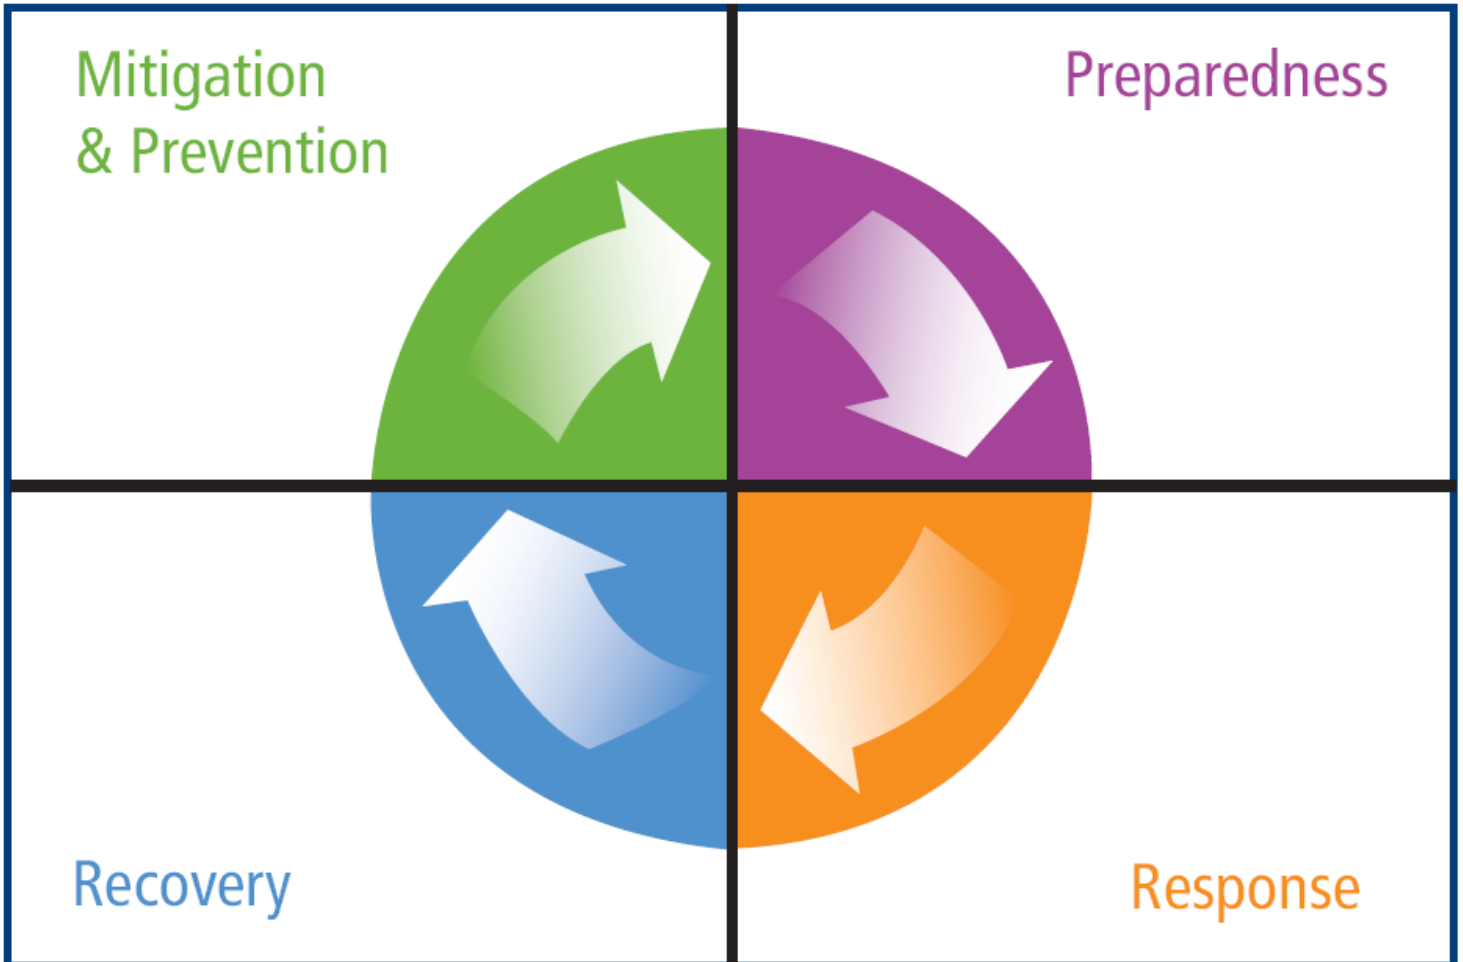 Mitigation
& Prevention
Preparedness
Recovery
Response